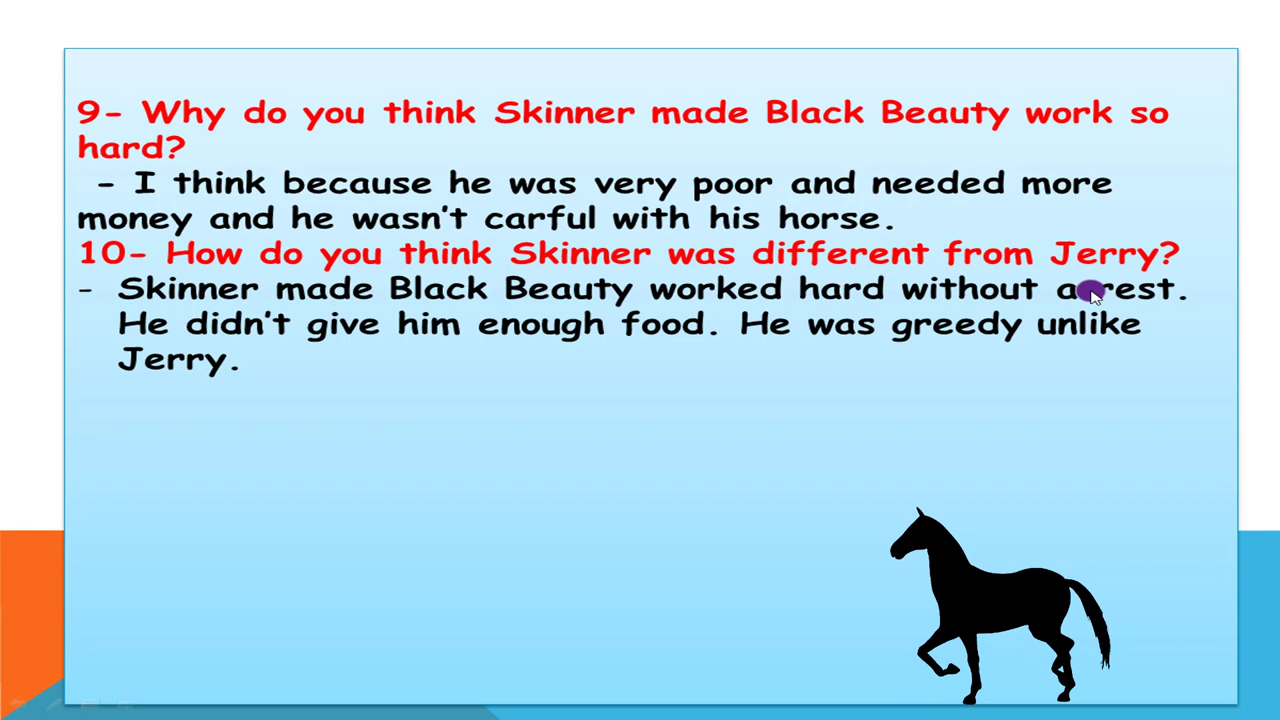 9- Why do you think Skinner made Black Beauty work so
hard?
- I think because he was very poor and needed more
money and he wasn't carful with his horse.
10- How do you think Skinner was different from Jerry?
- Skinner made Black Beauty worked hard without a rest.
He didn't give him enough food. He was greedy unlike
Jerry.